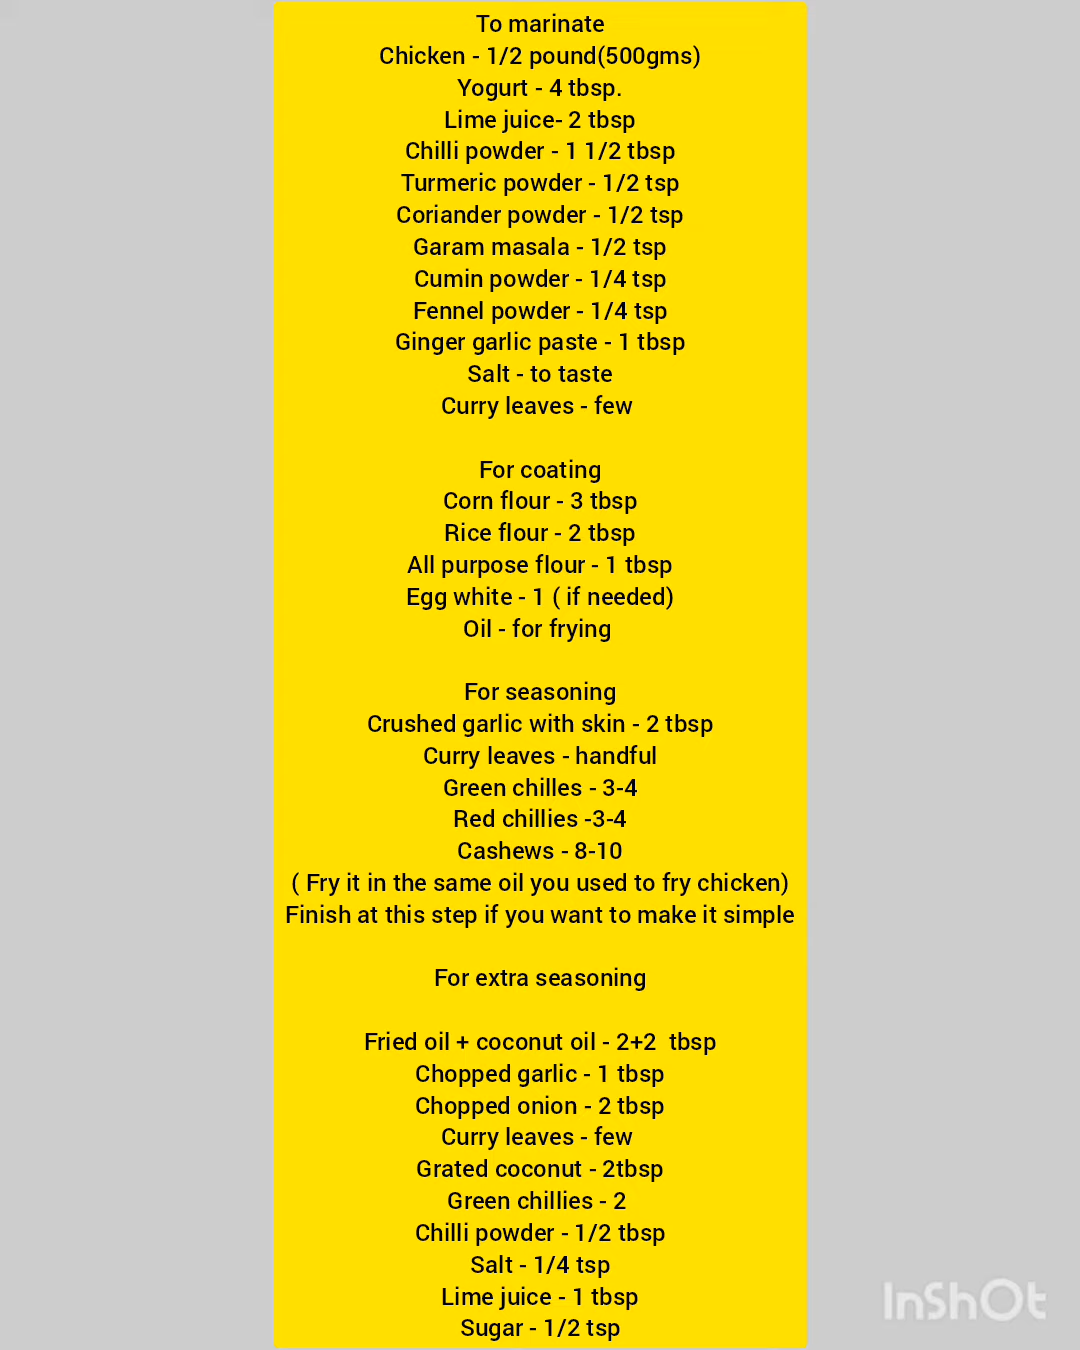 To marinate
Chicken - 1/2 pound(500gms)
Yogurt - 4 tbsp.
Lime juice- 2 tbsp
Chilli powder - 1 1/2 tbsp
Turmeric powder - 1/2 tsp
Coriander powder - 1/2 tsp
Garam masala - 1/2 tsp
Cumin powder - 1/4 tsp
Fennel powder - 1/4 tsp
Ginger garlic paste - 1 tbsp
Salt - to taste
Curry leaves - few
For coating
Corn flour - 3 tbsp
Rice flour - 2 tbsp
All purpose flour - 1 tbsp
Egg white - 1 ( if needed)
Oil - for frying
For seasoning
Crushed garlic with skin - 2 tbsp
Curry leaves - handful
Green chilles - 3-4
Red chillies -3-4
Cashews - 8-10
( Fry it in the same oil you used to fry chicken)
Finish at this step if you want to make it simple
For extra seasoning
Fried oil + coconut oil - 2+2  tbsp
Chopped garlic - 1 tbsp
Chopped onion - 2 tbsp
Curry leaves - few
Grated coconut - 2tbsp
Green chillies - 2
Chilli powder - 1/2 tbsp
Salt - 1/4 tsp
Lime juice - 1 tbsp
Sugar - 1/2 tsp
InShOt